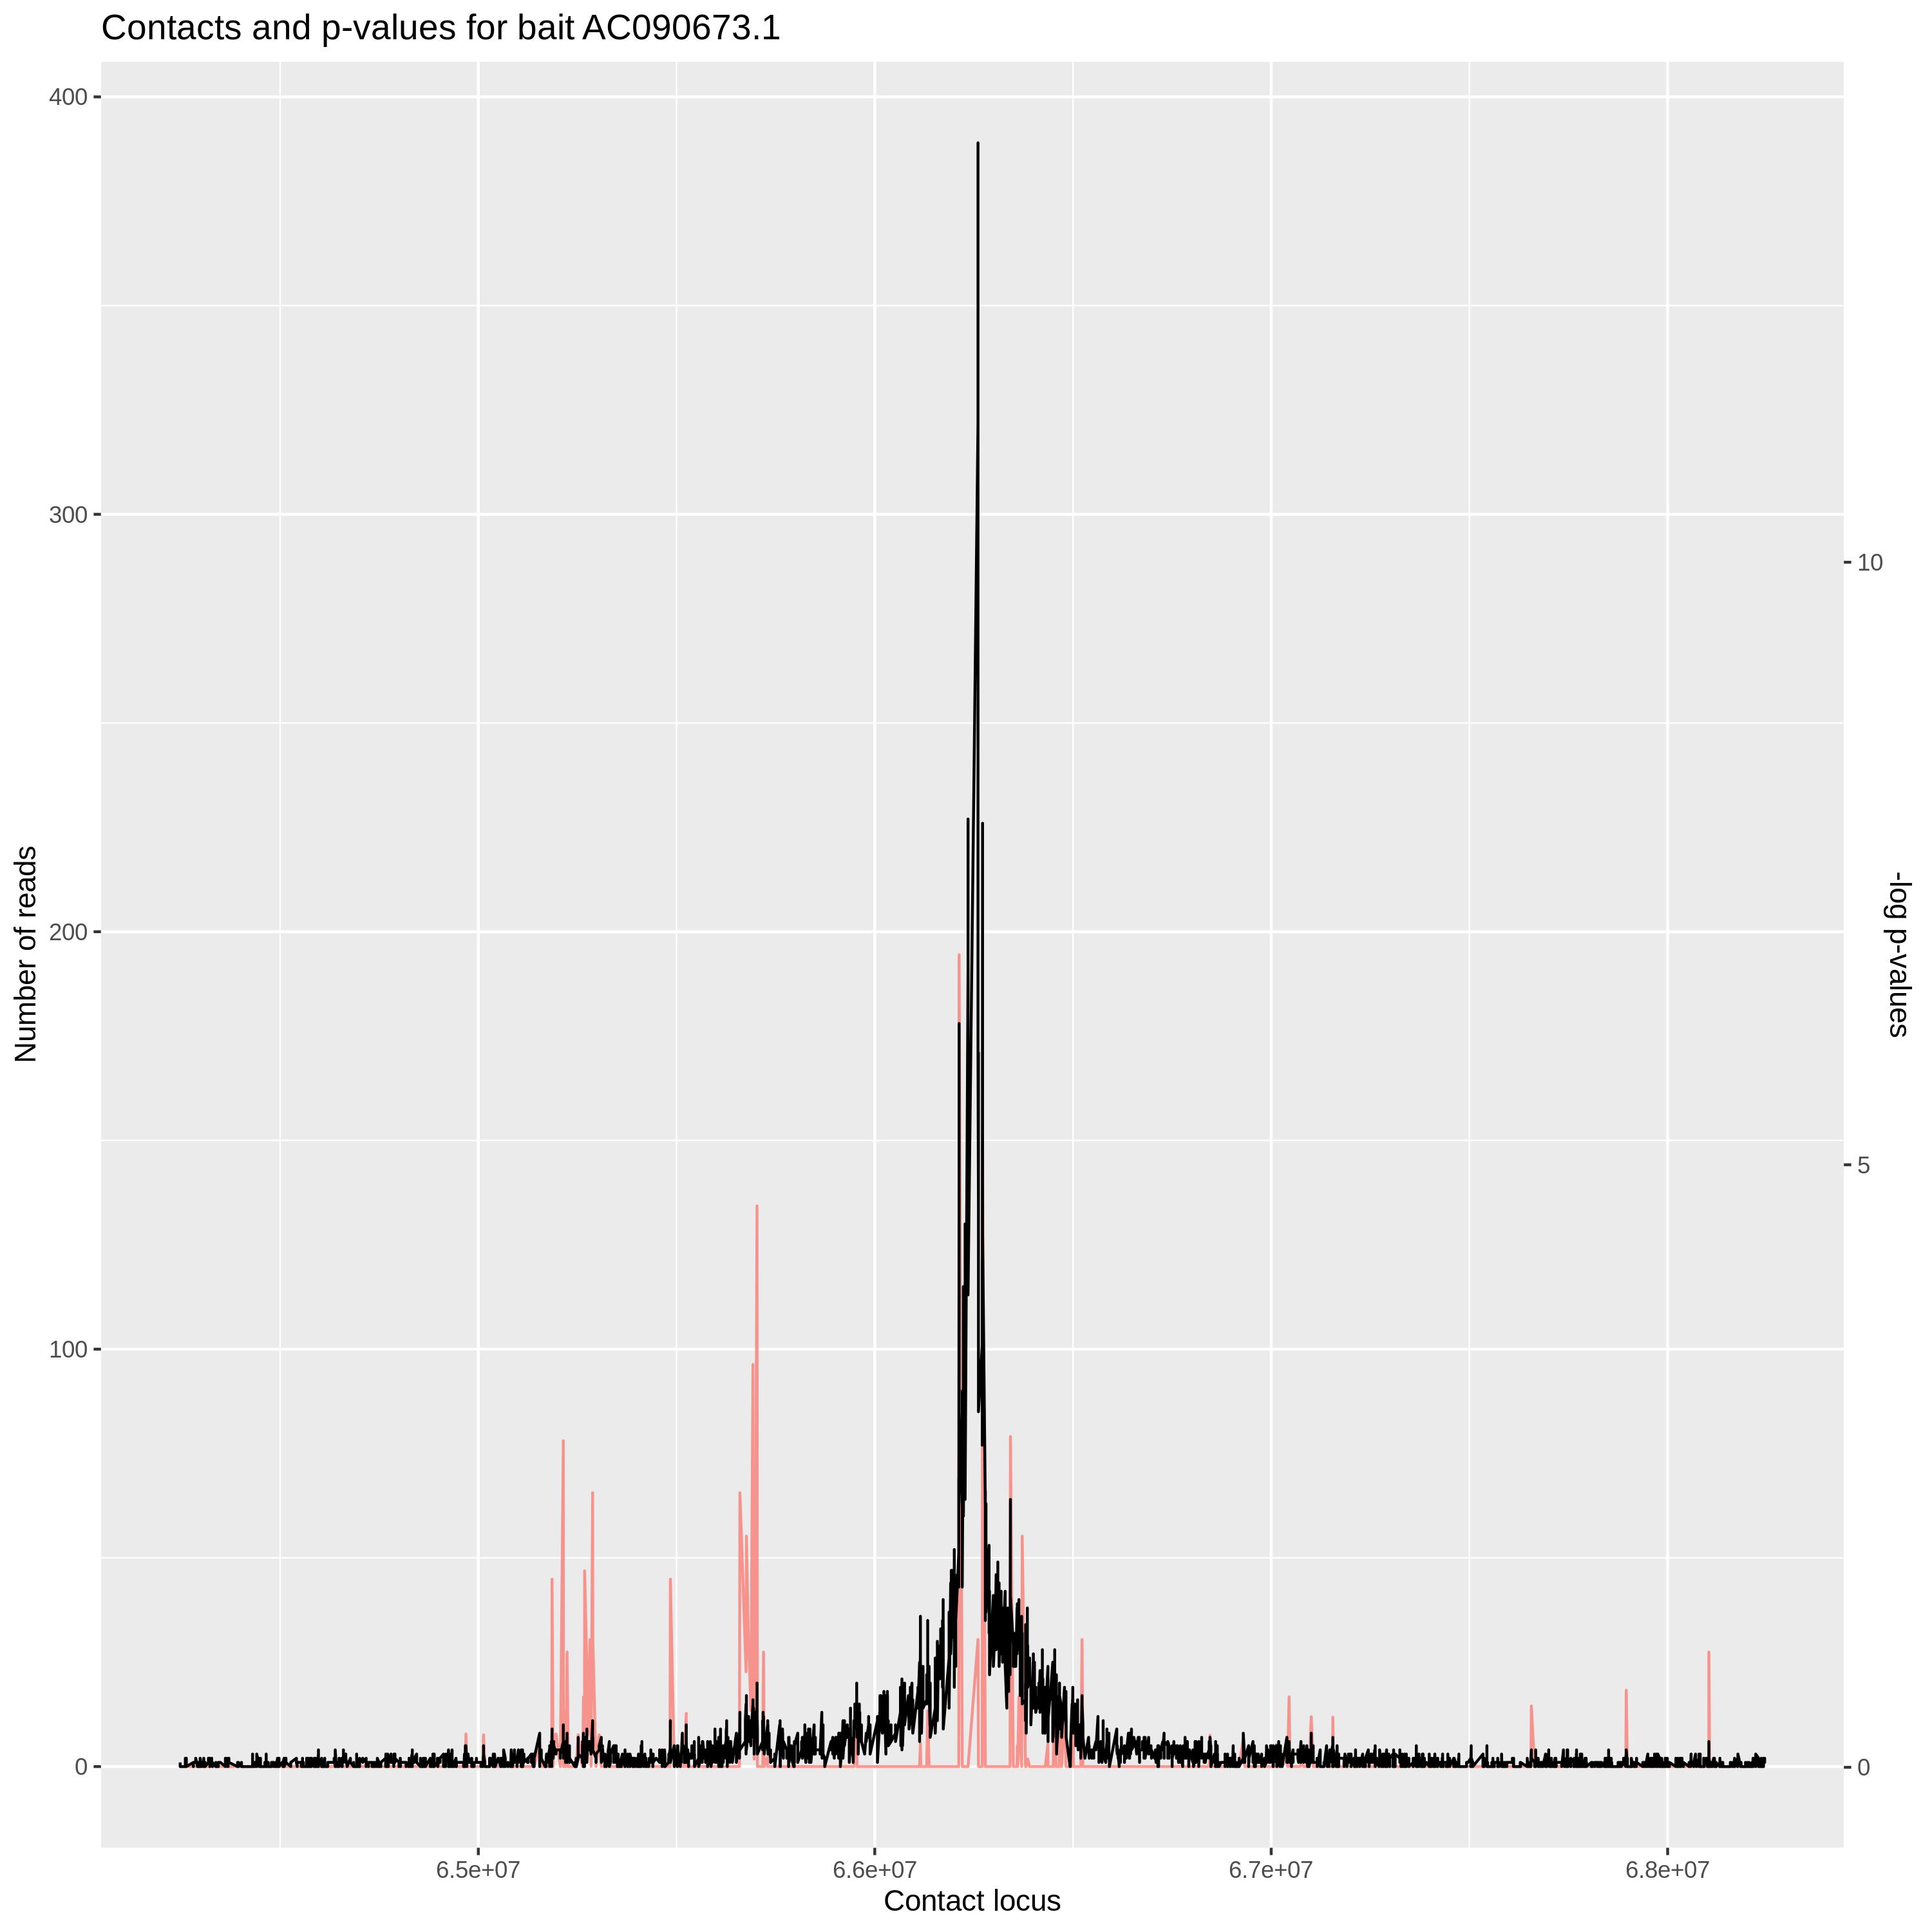 Contacts and p-values for bait AC090673.1
400
300
200
100
0
Number of reads
10
5
0
-log p-values
6.5e+07
6.6e+07
6.7e+07
6.8e+07
Contact locus